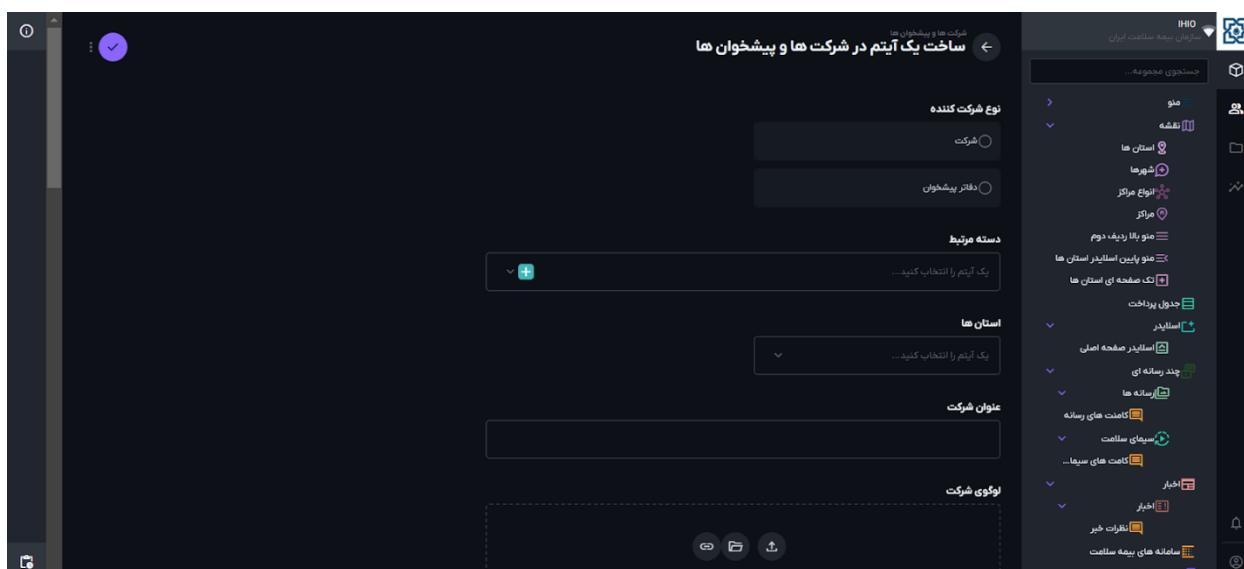 IHIO
سازمان بیمه سلامت ایران
جستجوی مجموعه...
منو
نقشه
استان ها
شهرها
انواع مراکز
مراکز
منو بالا ردیف دوم
منو پایین اسلایدر استان ها
تک صفحه ای استان ها
جدول پرداخت
اسلایدر
اسلایدر صفحه اصلی
چند رسانه ای
رسانه ها
کامنت های رسانه
سیمای سلامت
کامت های سیما...
اخبار
اخبار
نظرات خبر
سامانه های بیمه سلامت
شرکت ها و پیشخوان ها
ساخت یک آیتم در شرکت ها و پیشخوان ها
نوع شرکت کننده
شرکت
دفاتر پیشخوان
دسته مرتبط
یک آیتم را انتخاب کنید...
استان ها
یک آیتم را انتخاب کنید...
عنوان شرکت
لوگوی شرکت